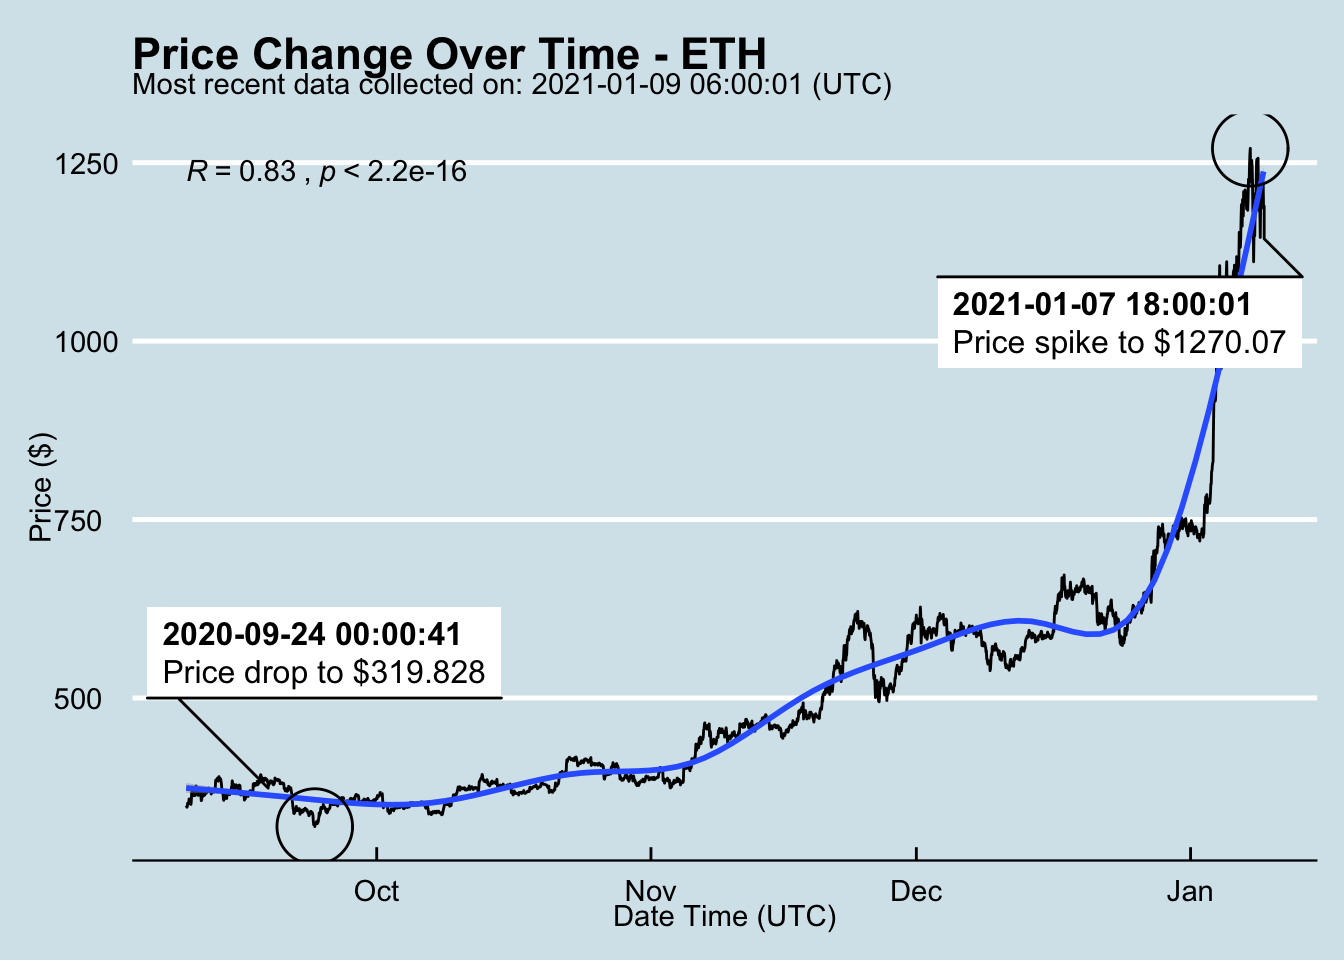 Price Change Over Time - ETH
Most recent data collected on: 2021-01-09 06:00:01 (UTC)
R = 0.83 , p < 2.2e-16
1250
1000
750
500
Price ($)
2021-01-07 18:00:01
Price spike to $1270.07
2020-09-24 00:00:41
Price drop to $319.828
Oct Nov Dec Jan
Date Time (UTC)